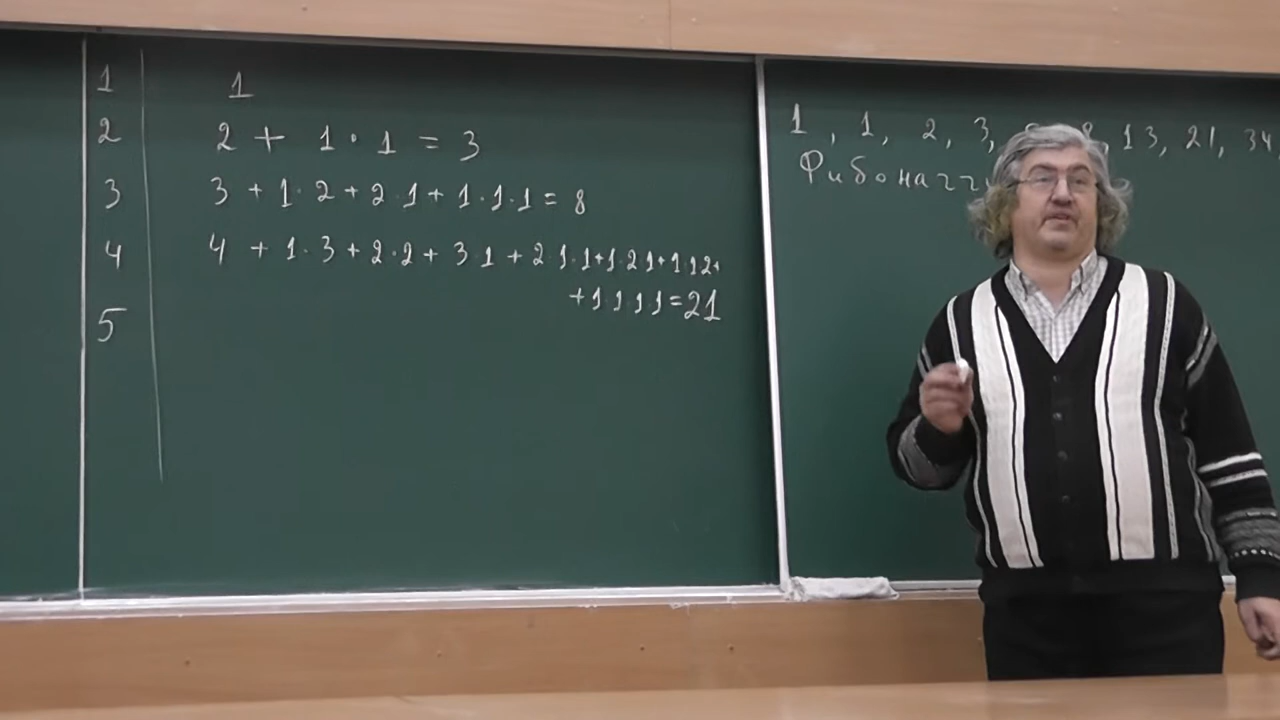 1 1
2 2 + 1 · 1 = 3
3 3 + 1 · 2 + 2 · 1 + 1 · 1 · 1 = 8
4 4 + 1 · 3 + 2 · 2 + 3 1 + 2 1 · 1 + 1 · 2 1 + 1 · 1 2 +
+ 1 1 1 1 = 21
5
1 , 1 , 2 , 3 , 8 , 13 , 21 , 34